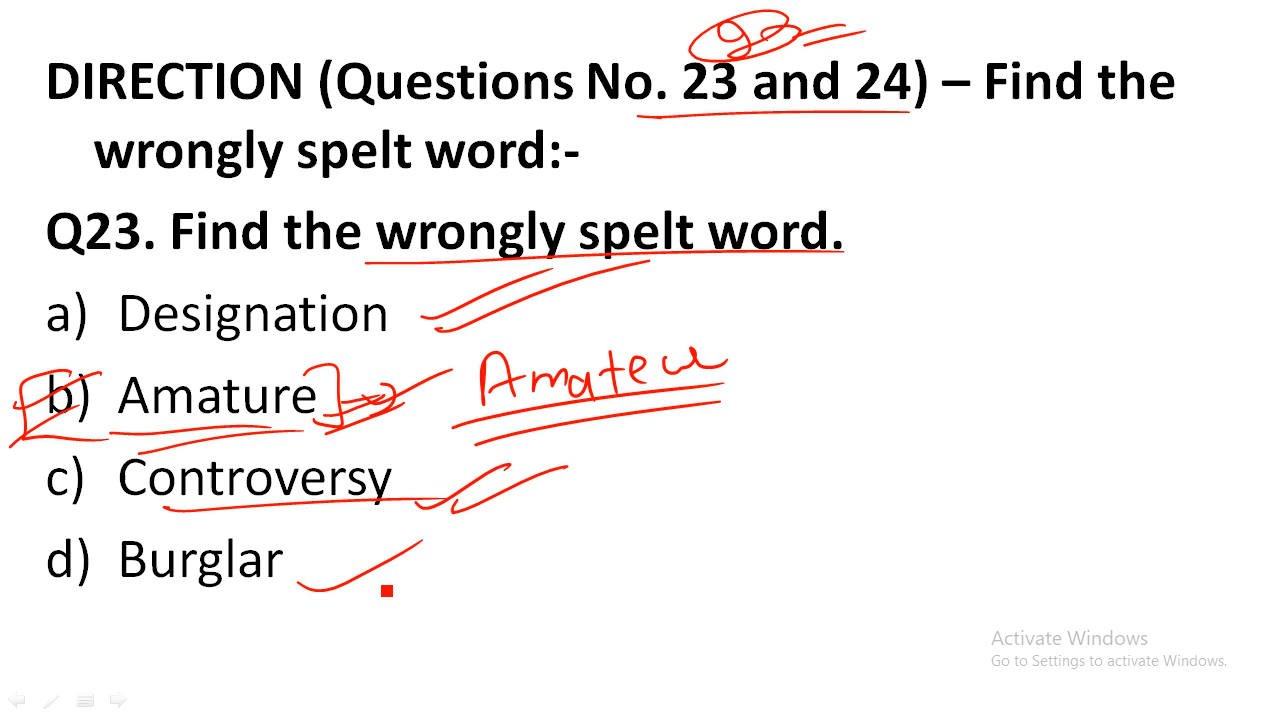 DIRECTION (Questions No. 23 and 24) – Find the
wrongly spelt word:-
Q23. Find the wrongly spelt word.
a) Designation
b) Amature
Amateur
c) Controversy
d) Burglar
Activate Windows
Go to Settings to activate Windows.